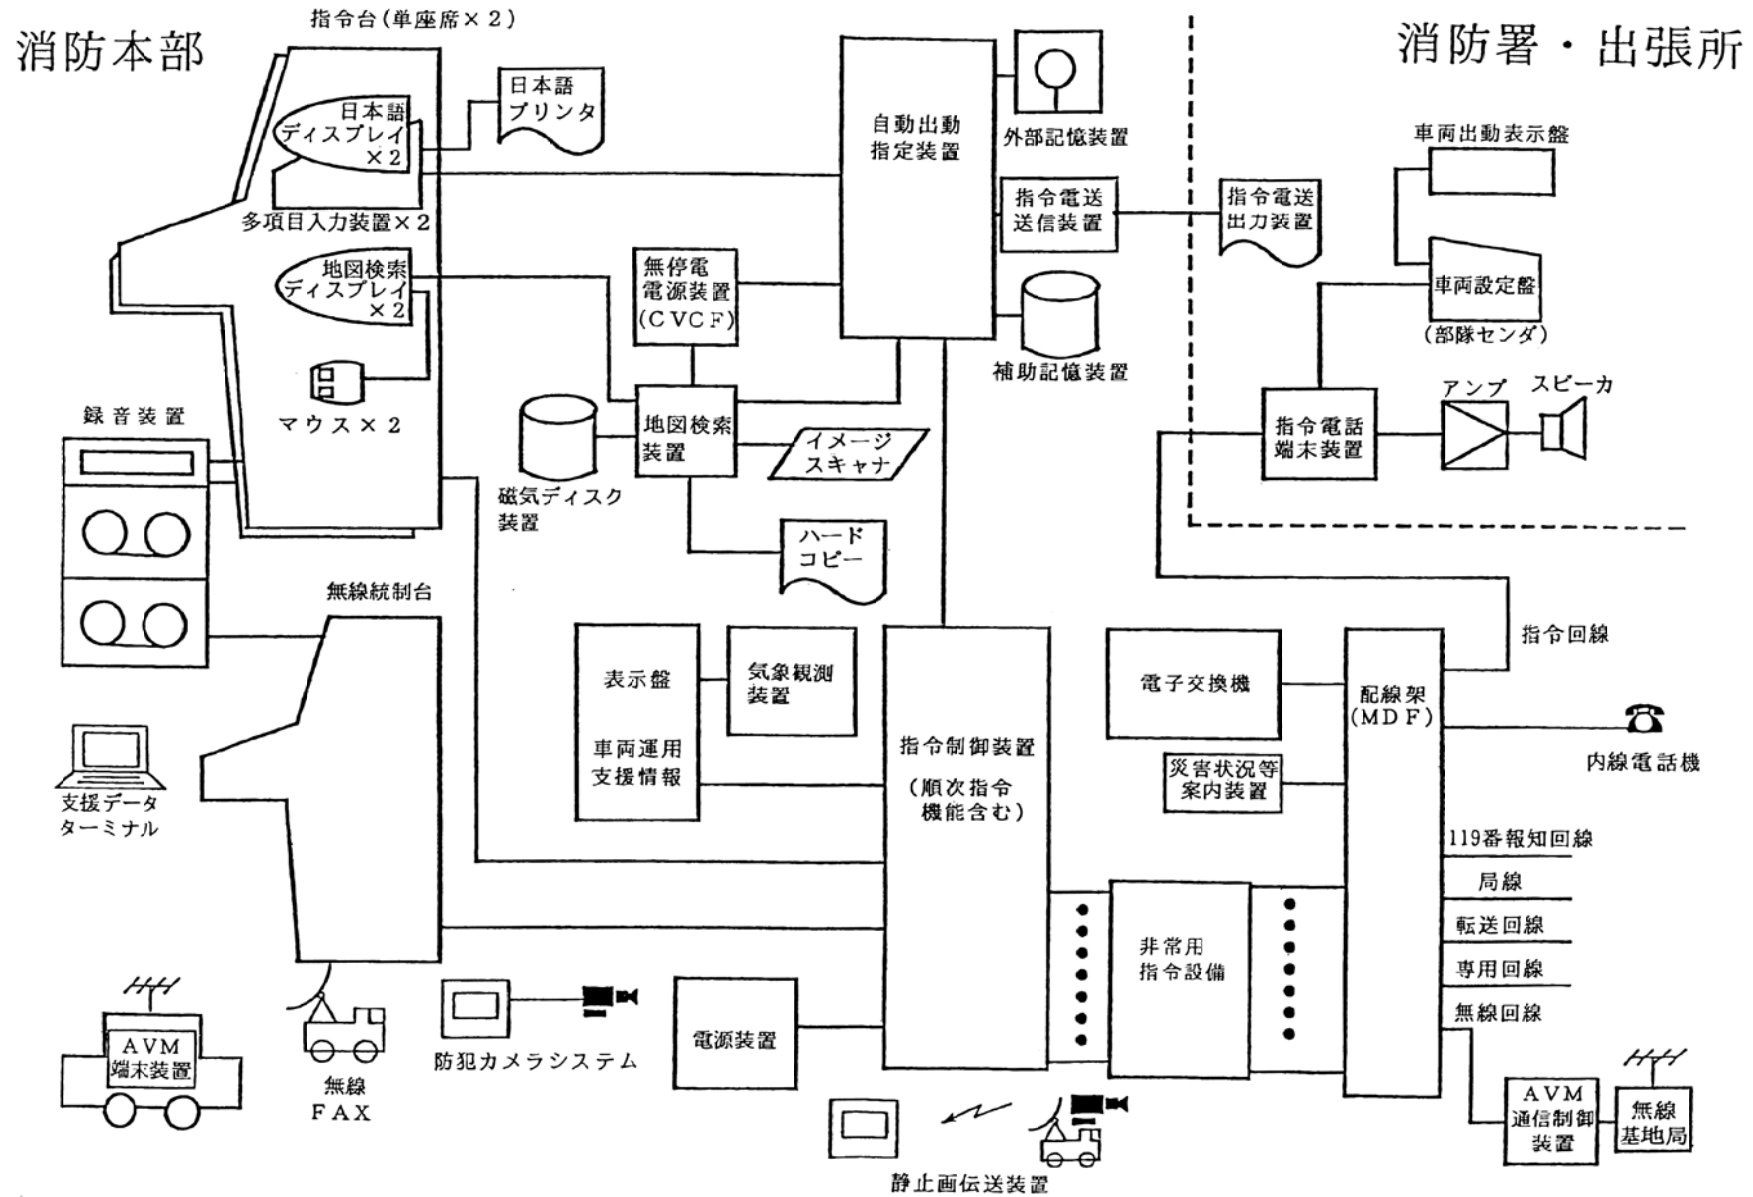 消防本部
指令台(単座席×2)
消防署・出張所
日本語
ディスプレイ
×2
日本語
プリンタ
多項目入力装置×2
地図検索
ディスプレイ
×2
マウス×2
録音装置
自動出動
指定装置
外部記憶装置
指令電送
送信装置
補助記憶装置
無停電
電源装置
(CVCF)
地図検索
装置
磁気ディスク
装置
イメージ
スキャナ
ハード
コピー
指令電送
出力装置
車両出動表示盤
車両設定盤
(部隊センダ)
指令電話
端末装置
アンプ
スピーカ
無線統制台
支援データ
ターミナル
表示盤
車両運用
支援情報
気象観測
装置
指令制御装置
(順次指令
機能含む)
電子交換機
災害状況等
案内装置
配線架
(MDF)
指令回線
内線電話機
119番報知回線
局線
転送回線
専用回線
無線回線
非常用
指令設備
電源装置
AVM
端末装置
無線
FAX
防犯カメラシステム
静止画伝送装置
AVM
通信制御
装置
無線
基地局